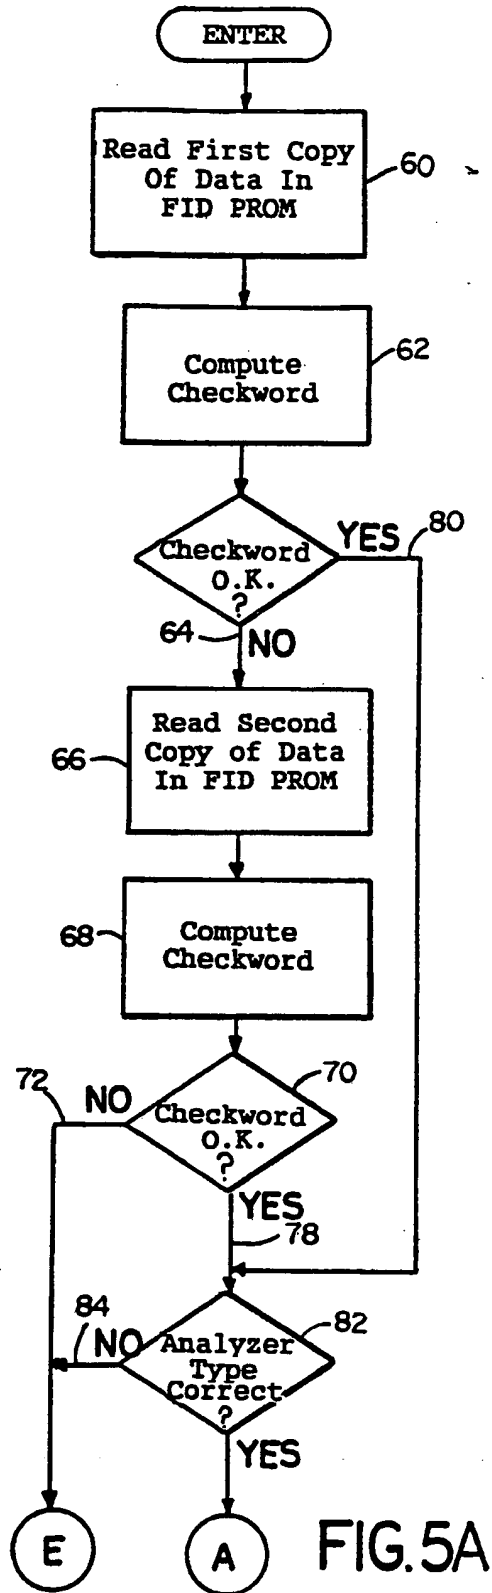 ENTER
Read First Copy
Of Data In
FID PROM
60
Compute
Checkword
62
Checkword
O.K.
?
YES
80
64
NO
Read Second
Copy of Data
In FID PROM
66
Compute
Checkword
68
Checkword
O.K.
?
70
72
NO
YES
78
Analyzer
Type
Correct
?
82
84
NO
YES
E
A
FIG.5A